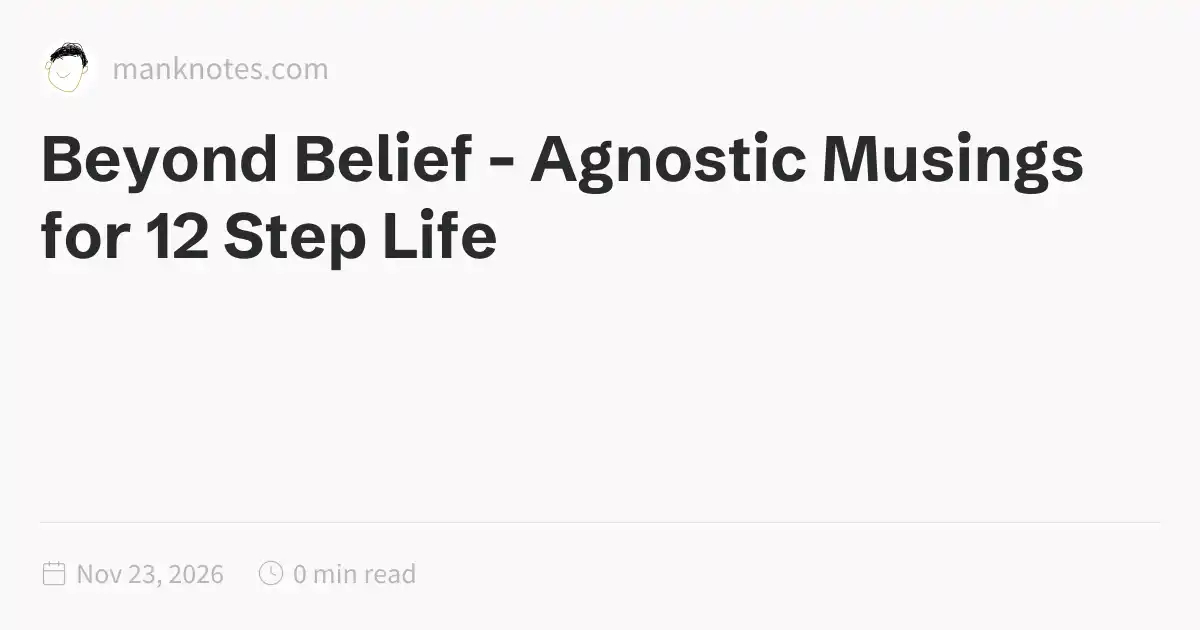 manknotes.com
Beyond Belief - Agnostic Musings
for 12 Step Life
Nov 23, 2026 0 min read